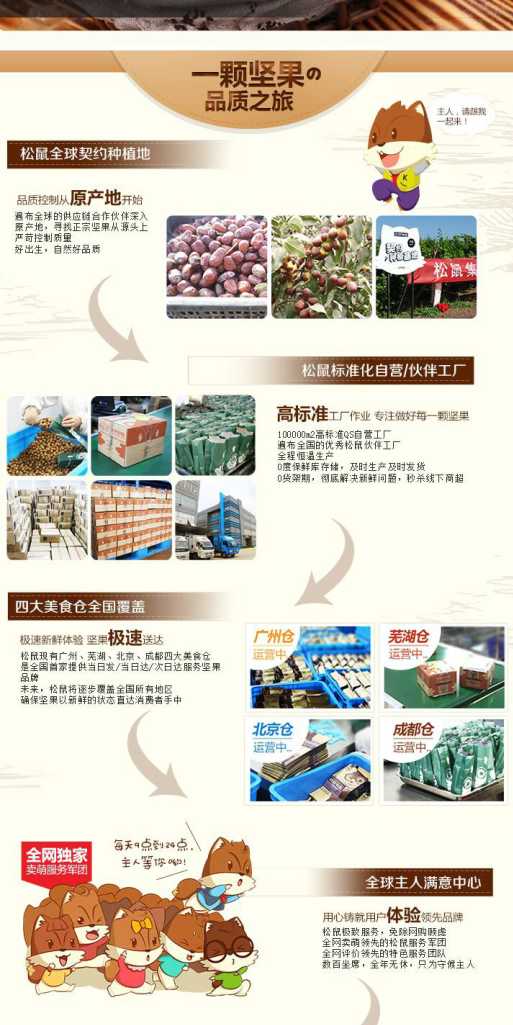 一颗坚果の
品质之旅
主人，请跟我
一起来！
松鼠全球契约种植地
品质控制从原产地开始
遍布全球的供应链合作伙伴深入
原产地，寻找正宗坚果从源头上
严苛控制质量
好出生，自然好品质
松鼠集
松鼠标准化自营/伙伴工厂
高标准工厂作业 专注做好每一颗坚果
100000m2高标准QS自营工厂
遍布全国的优秀松鼠伙伴工厂
全程恒温生产
0度保鲜库存储，及时生产及时发货
0货架期，彻底解决新鲜问题，秒杀线下商超
四大美食仓全国覆盖
极速新鲜体验 坚果极速送达
松鼠现有广州、芜湖、北京、成都四大美食仓
是全国首家提供当日发/当日达/次日达服务坚果
品牌
未来，松鼠将逐步覆盖全国所有地区
确保坚果以新鲜的状态直达消费者手中
广州仓
运营中...
芜湖仓
运营中...
北京仓
运营中...
成都仓
运营中...
全网独家
卖萌服务军团
每天9点到24点，
主人等你哟！
全球主人满意中心
用心铸就用户体验领先品牌
松鼠极致服务，免除网购顾虑
全网卖萌领先的松鼠服务军团
全网评价领先的特色服务团队
数百坐席，全年无休，只为守候主人